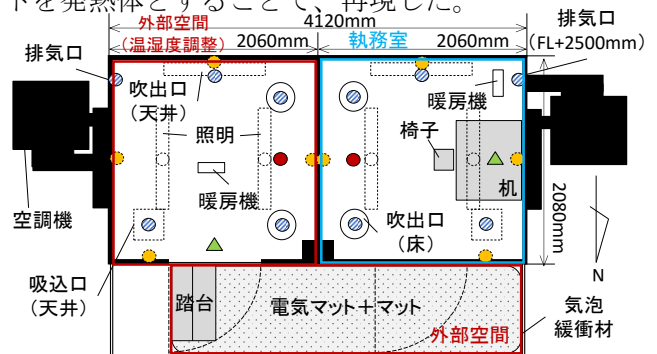 トを発熱体とすることで、再現した。
外部空間
(温湿度調整)
4120mm
2060mm
執務室
2060mm
排気口
(FL+2500mm)
排気口
吹出口
(天井)
照明
暖房機
暖房機
椅子
机
空調機
吹出口
(床)
2080mm
N
吸込口
(天井)
踏台
電気マット＋マット
外部空間
気泡
緩衝材